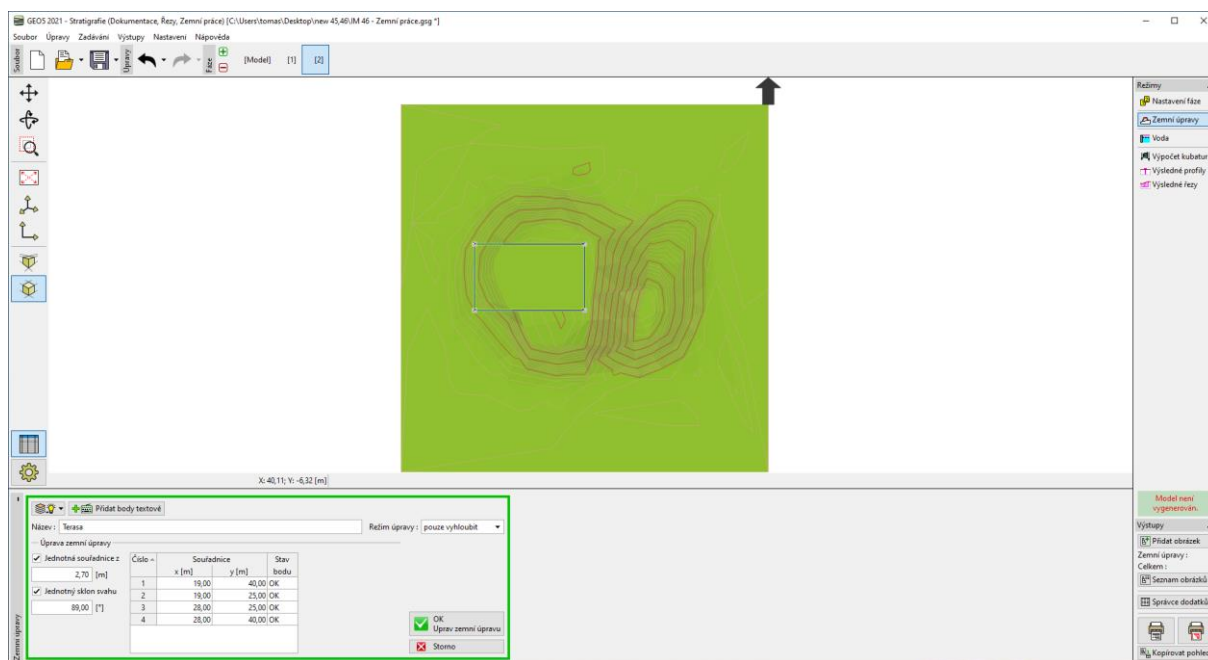 GEO5 2021 - Stratigrafie (Dokumentace, Řezy, Zemní práce) [C:\Users\tomas\Desktop\new 45,46\IM 46 - Zemní práce.gsg *]
Soubor Úpravy Zadávání Výstupy Nastavení Nápověda
Soubor Úpravy Fáze [Model] [1] [2]
Režimy
Nastavení fáze
Zemní úpravy
Voda
Výpočet kubatur
Výsledné profily
Výsledné řezy
X: 40,11; Y: -6,32 [m]
Přidat body textově
Název : Terasa Režim úpravy : pouze vyhloubit
Úprava zemní úpravy
Jednotná souřadnice z
2,70 [m]
Jednotný sklon svahu
89,00 [°]
Číslo Souřadnice Stav
x [m] y [m] bodu
1 19,00 40,00 OK
2 19,00 25,00 OK
3 28,00 25,00 OK
4 28,00 40,00 OK
OK
Uprav zemní úpravu
Storno
Zemní úpravy
Model není
vygenerován.
Výstupy
Přidat obrázek
Zemní úpravy :
Celkem :
Seznam obrázků
Správce dodatků
Kopírovat pohled